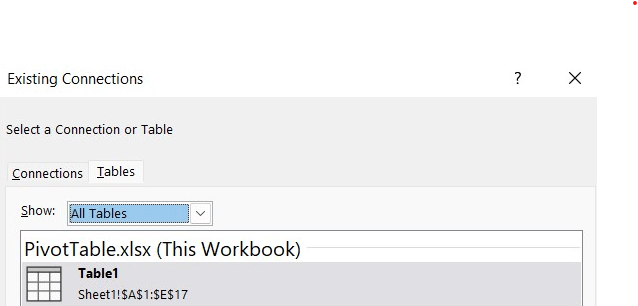 Existing Connections ?
Select a Connection or Table
Connections Tables
Show: All Tables
PivotTable.xlsx (This Workbook)
Table1
Sheet1!$A$1:$E$17